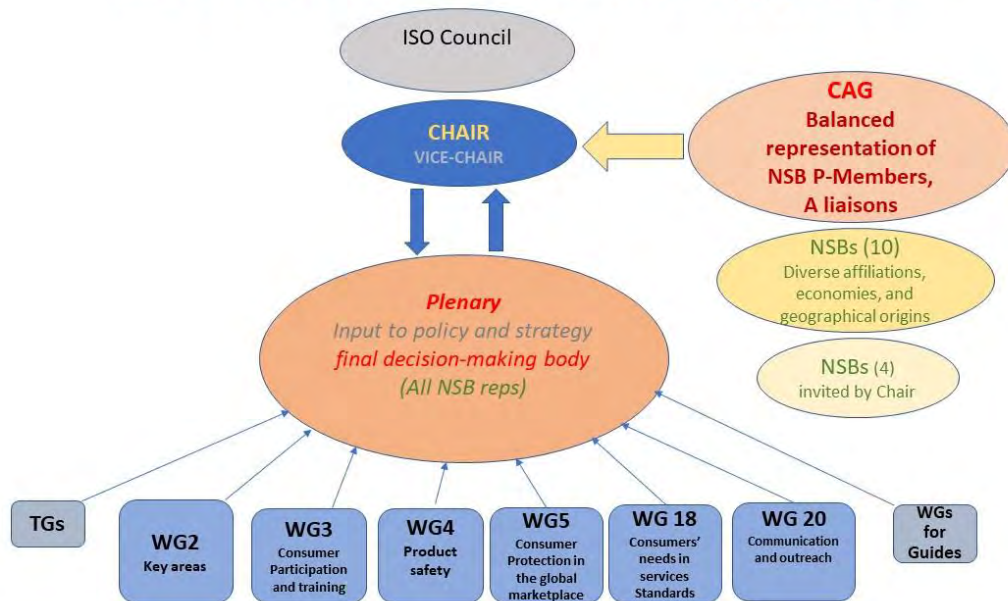 ISO Council
CHAIR
VICE-CHAIR
CAG
Balanced
representation of
NSB P-Members,
A liaisons
NSBs (10)
Diverse affiliations,
economies, and
geographical origins
NSBs (4)
invited by Chair
Plenary
Input to policy and strategy
final decision-making body
(All NSB reps)
TGs
WG2
Key areas
WG3
Consumer
Participation
and training
WG4
Product
safety
WG5
Consumer
Protection in
the global
marketplace
WG 18
Consumers'
needs in
services
Standards
WG 20
Communication
and outreach
WGs
for
Guides